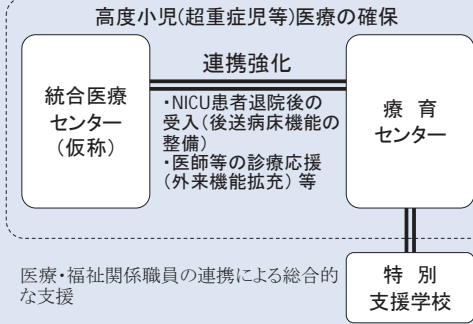 高度小児(超重症児等)医療の確保
統合医療
センター
(仮称)
連携強化
・NICU患者退院後の
受入(後送病床機能の
整備)
・医師等の診療応援
(外来機能拡充) 等
療 育
センター
医療・福祉関係職員の連携による総合的
な支援
特 別
支援学校